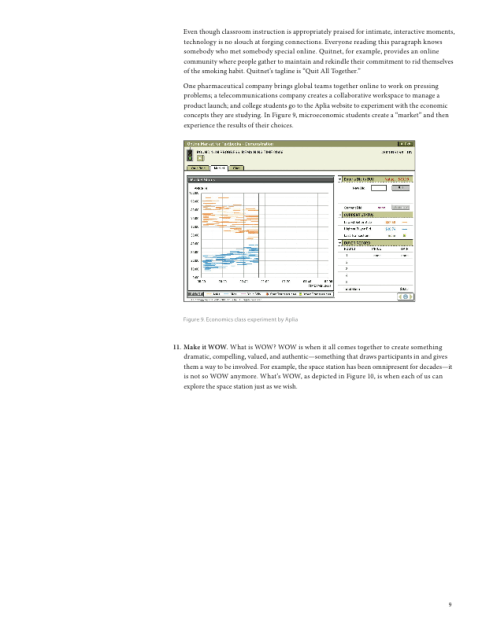 Even though classroom instruction is appropriately praised for intimate, interactive moments,
technology is no slouch at forging connections. Everyone reading this paragraph knows
somebody who met somebody special online. Quitnet, for example, provides an online
community where people gather to maintain and rekindle their commitment to rid themselves
of the smoking habit. Quitnet's tagline is "Quit All Together."
One pharmaceutical company brings global teams together online to work on pressing
problems; a telecommunications company creates a collaborative workspace to manage a
product launch; and college students go to the Aplia website to experiment with the economic
concepts they are studying. In Figure 9, microeconomic students create a "market" and then
experience the results of their choices.
Figure 9. Economics class experiment by Aplia
11. Make it WOW. What is WOW? WOW is when it all comes together to create something
dramatic, compelling, valued, and authentic—something that draws participants in and gives
them a way to be involved. For example, the space station has been omnipresent for decades—it
is not so WOW anymore. What's WOW, as depicted in Figure 10, is when each of us can
explore the space station just as we wish.
9